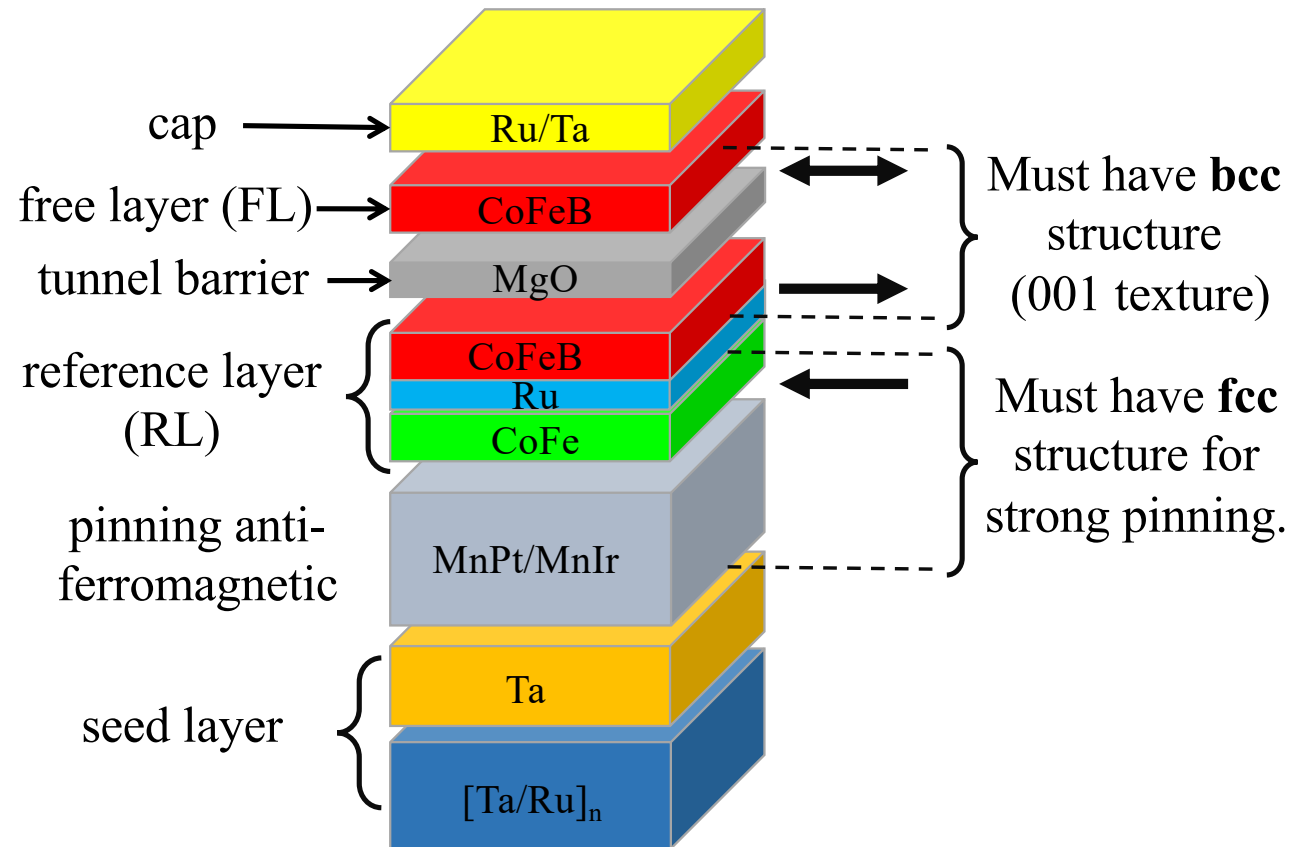 cap
free layer (FL)
tunnel barrier
reference layer
(RL)
pinning anti-
ferromagnetic
seed layer
Ru/Ta
CoFeB
MgO
CoFeB
Ru
CoFe
MnPt/MnIr
Ta
[Ta/Ru]n
Must have bcc
structure
(001 texture)
Must have fcc
structure for
strong pinning.